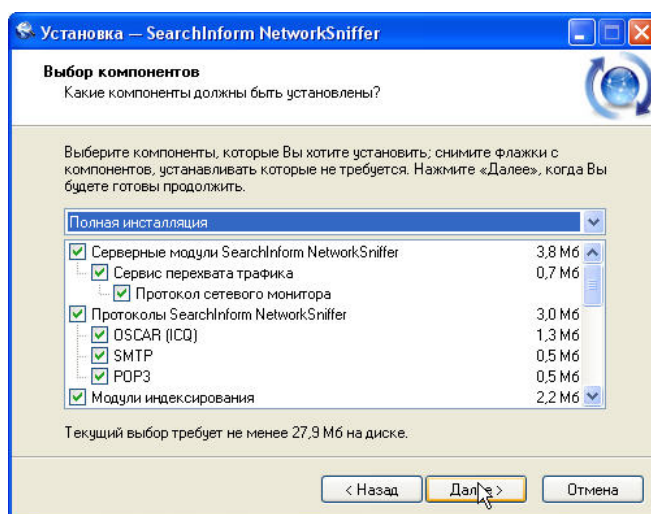 Установка — SearchInform NetworkSniffer
Выбор компонентов
Какие компоненты должны быть установлены?
Выберите компоненты, которые Вы хотите установить; снимите флажки с
компонентов, устанавливать которые не требуется. Нажмите «Далее», когда Вы
будете готовы продолжить.
Полная инсталляция
Серверные модули SearchInform NetworkSniffer 3,8 Мб
Сервис перехвата трафика 0,7 Мб
Протокол сетевого монитора
Протоколы SearchInform NetworkSniffer 3,0 Мб
OSCAR (ICQ) 1,3 Мб
SMTP 0,5 Мб
POP3 0,5 Мб
Модули индексирования 2,2 Мб
Текущий выбор требует не менее 27,9 Мб на диске.
< Назад Далее > Отмена